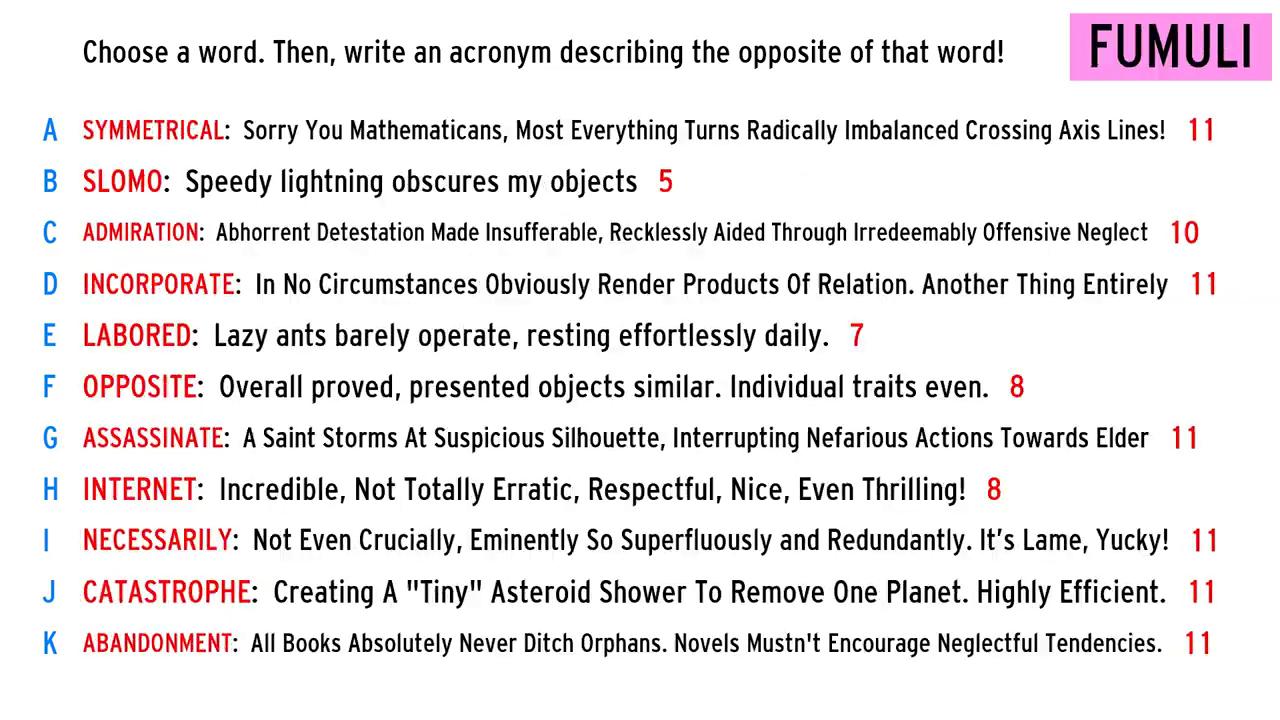 Choose a word. Then, write an acronym describing the opposite of that word!
FUMULI
A SYMMETRICAL: Sorry You Mathematicans, Most Everything Turns Radically Imbalanced Crossing Axis Lines! 11
B SLOMO: Speedy lightning obscures my objects 5
C ADMIRATION: Abhorrent Detestation Made Insufferable, Recklessly Aided Through Irredeemably Offensive Neglect 10
D INCORPORATE: In No Circumstances Obviously Render Products Of Relation. Another Thing Entirely 11
E LABORED: Lazy ants barely operate, resting effortlessly daily. 7
F OPPOSITE: Overall proved, presented objects similar. Individual traits even. 8
G ASSASSINATE: A Saint Storms At Suspicious Silhouette, Interrupting Nefarious Actions Towards Elder 11
H INTERNET: Incredible, Not Totally Erratic, Respectful, Nice, Even Thrilling! 8
I NECESSARILY: Not Even Crucially, Eminently So Superfluously and Redundantly. It's Lame, Yucky! 11
J CATASTROPHE: Creating A "Tiny" Asteroid Shower To Remove One Planet. Highly Efficient. 11
K ABANDONMENT: All Books Absolutely Never Ditch Orphans. Novels Mustn't Encourage Neglectful Tendencies. 11